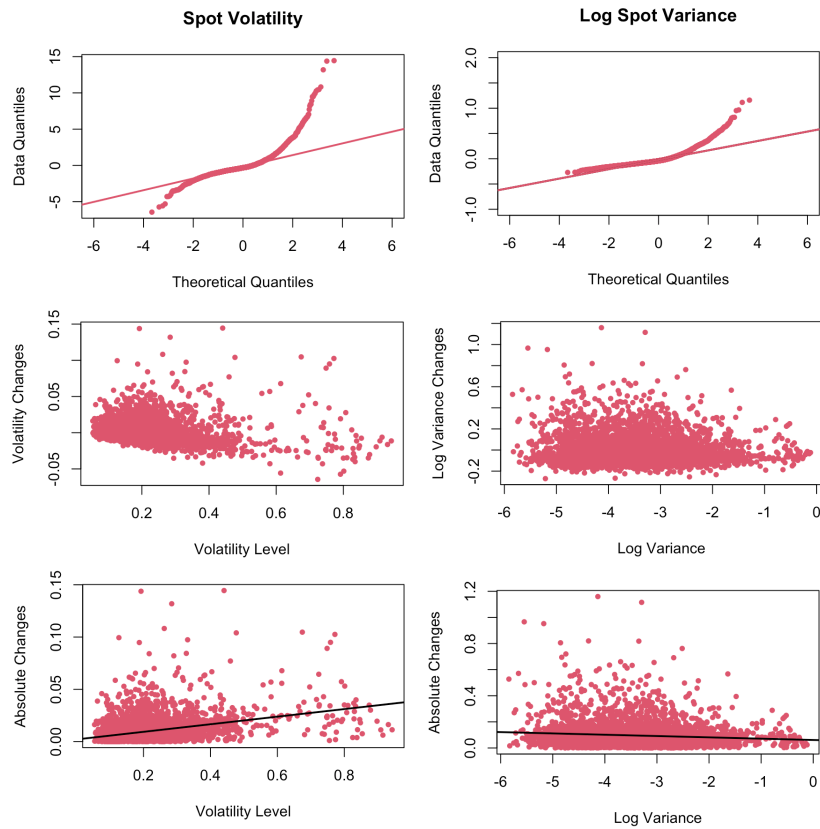 Spot Volatility
Log Spot Variance
Data Quantiles
-5 0 5 10 15
-6 -4 -2 0 2 4 6
Theoretical Quantiles
Data Quantiles
-1.0 0.0 1.0 2.0
-6 -4 -2 0 2 4 6
Theoretical Quantiles
Volatility Changes
-0.05 0.05 0.15
0.2 0.4 0.6 0.8
Volatility Level
Log Variance Changes
-0.2 0.2 0.6 1.0
-6 -5 -4 -3 -2 -1 0
Log Variance
Absolute Changes
0.00 0.05 0.10 0.15
0.2 0.4 0.6 0.8
Volatility Level
Absolute Changes
0.0 0.4 0.8 1.2
-6 -5 -4 -3 -2 -1 0
Log Variance